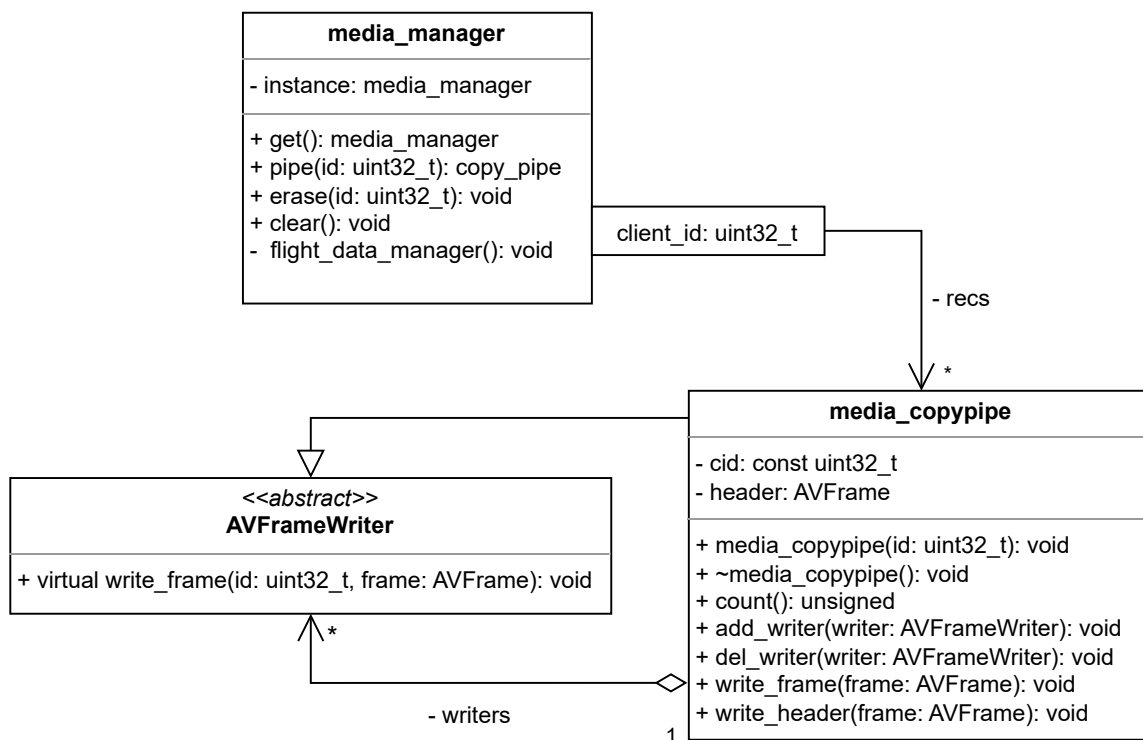 media_manager
- instance: media_manager
+ get(): media_manager
+ pipe(id: uint32_t): copy_pipe
+ erase(id: uint32_t): void
+ clear(): void
-  flight_data_manager(): void
client_id: uint32_t
- recs
*
media_copypipe
- cid: const uint32_t
- header: AVFrame
+ media_copypipe(id: uint32_t): void
+ ~media_copypipe(): void
+ count(): unsigned
+ add_writer(writer: AVFrameWriter): void
+ del_writer(writer: AVFrameWriter): void
+ write_frame(frame: AVFrame): void
+ write_header(frame: AVFrame): void
<<abstract>>
AVFrameWriter
+ virtual write_frame(id: uint32_t, frame: AVFrame): void
*
- writers
1